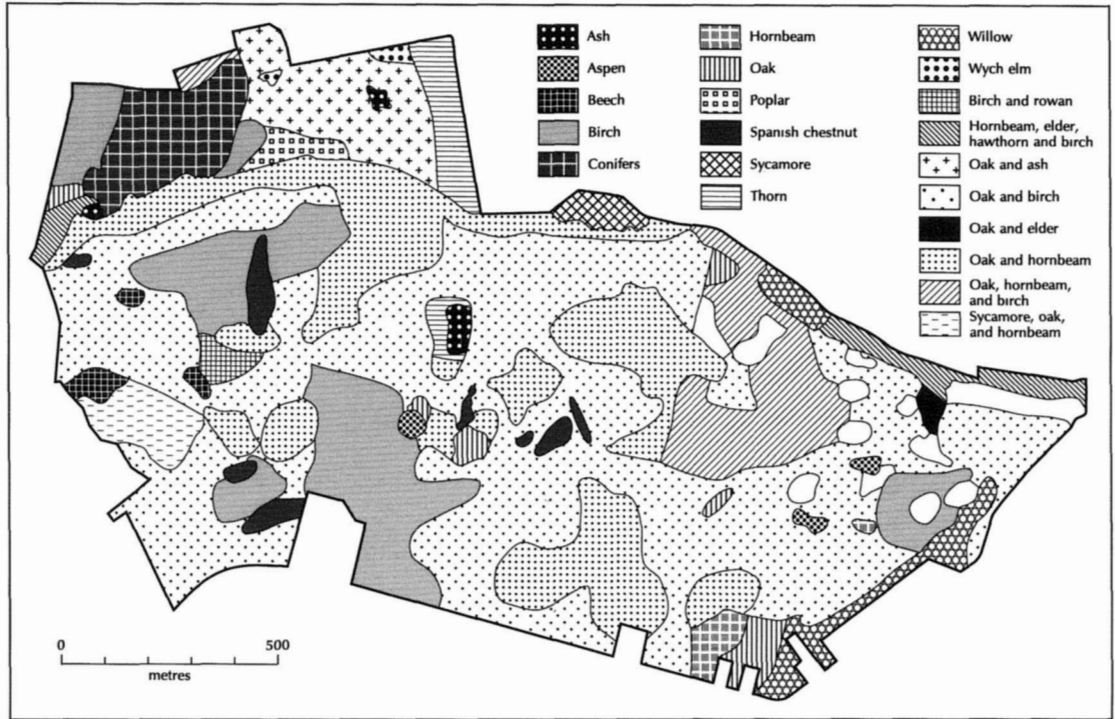 Ash
Aspen
Beech
Birch
Conifers
Hornbeam
Oak
Poplar
Spanish chestnut
Sycamore
Thorn
Willow
Wych elm
Birch and rowan
Hornbeam, elder,
hawthorn and birch
Oak and ash
Oak and birch
Oak and elder
Oak and hornbeam
Oak, hornbeam,
and birch
Sycamore, oak,
and hornbeam
0 500
metres